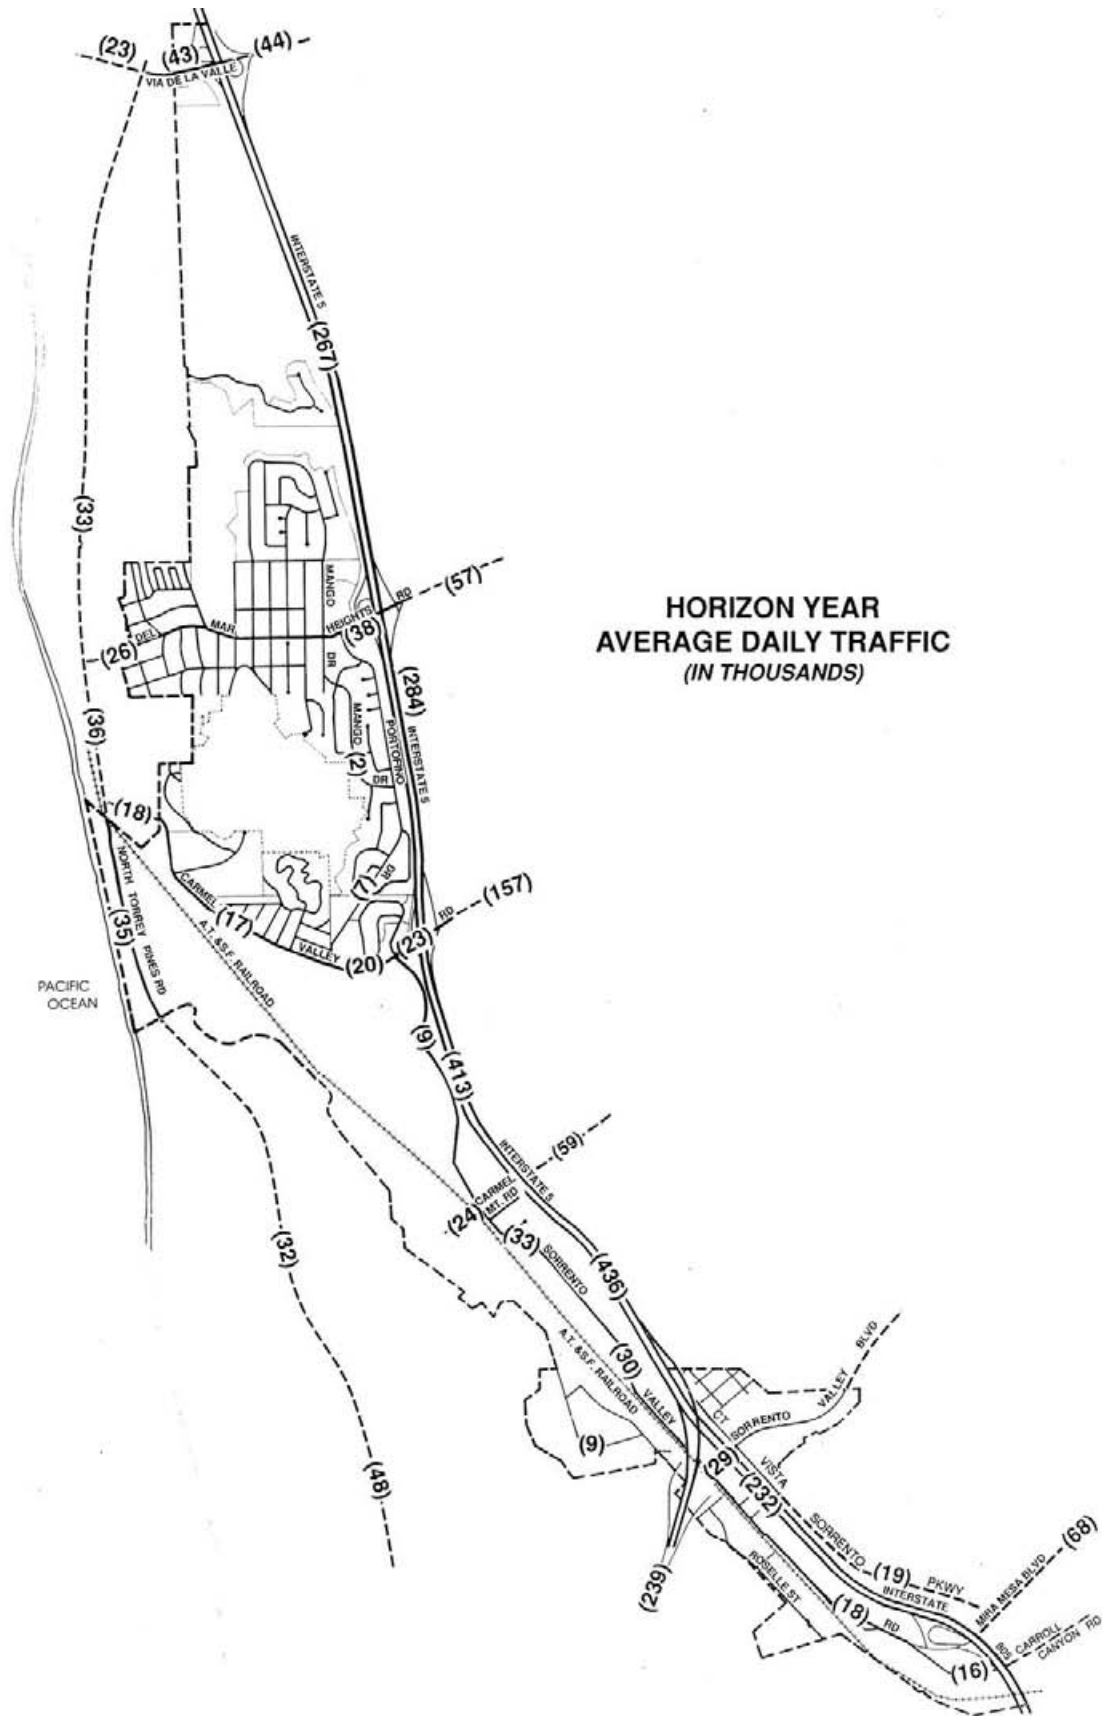 (23)
(43)
(44)
VIA DE LA VALLE
INTERSTATE 5
(267)
(33)
MANGO
DR
(57)
HORIZON YEAR
AVERAGE DAILY TRAFFIC
(IN THOUSANDS)
DEL MAR HEIGHTS RD
(38)
(26)
(284)
(36)
MANGO
(2)
DR
PORTOFINO
DR
INTERSTATE 5
(18)
(7)
(157)
NORTH TORREY PINES RD
(35)
CARMEL VALLEY RD
(17)
(23)
(20)
A.T. &S.F. RAILROAD
PACIFIC
OCEAN
(9)
(413)
(59)
INTERSTATE 5
CARMEL
MT. RD
(24)
(33)
(32)
SORRENTO VALLEY RD
(436)
(30)
A.T. &S.F. RAILROAD
SORRENTO VALLEY BLVD
(9)
(48)
(29)
(232)
VISTA SORRENTO PKWY
CT
(239)
ROSELLE ST
(19)
INTERSTATE 805
MIRA MESA BLVD
(68)
(18)
(16)
CARROLL
CANYON RD